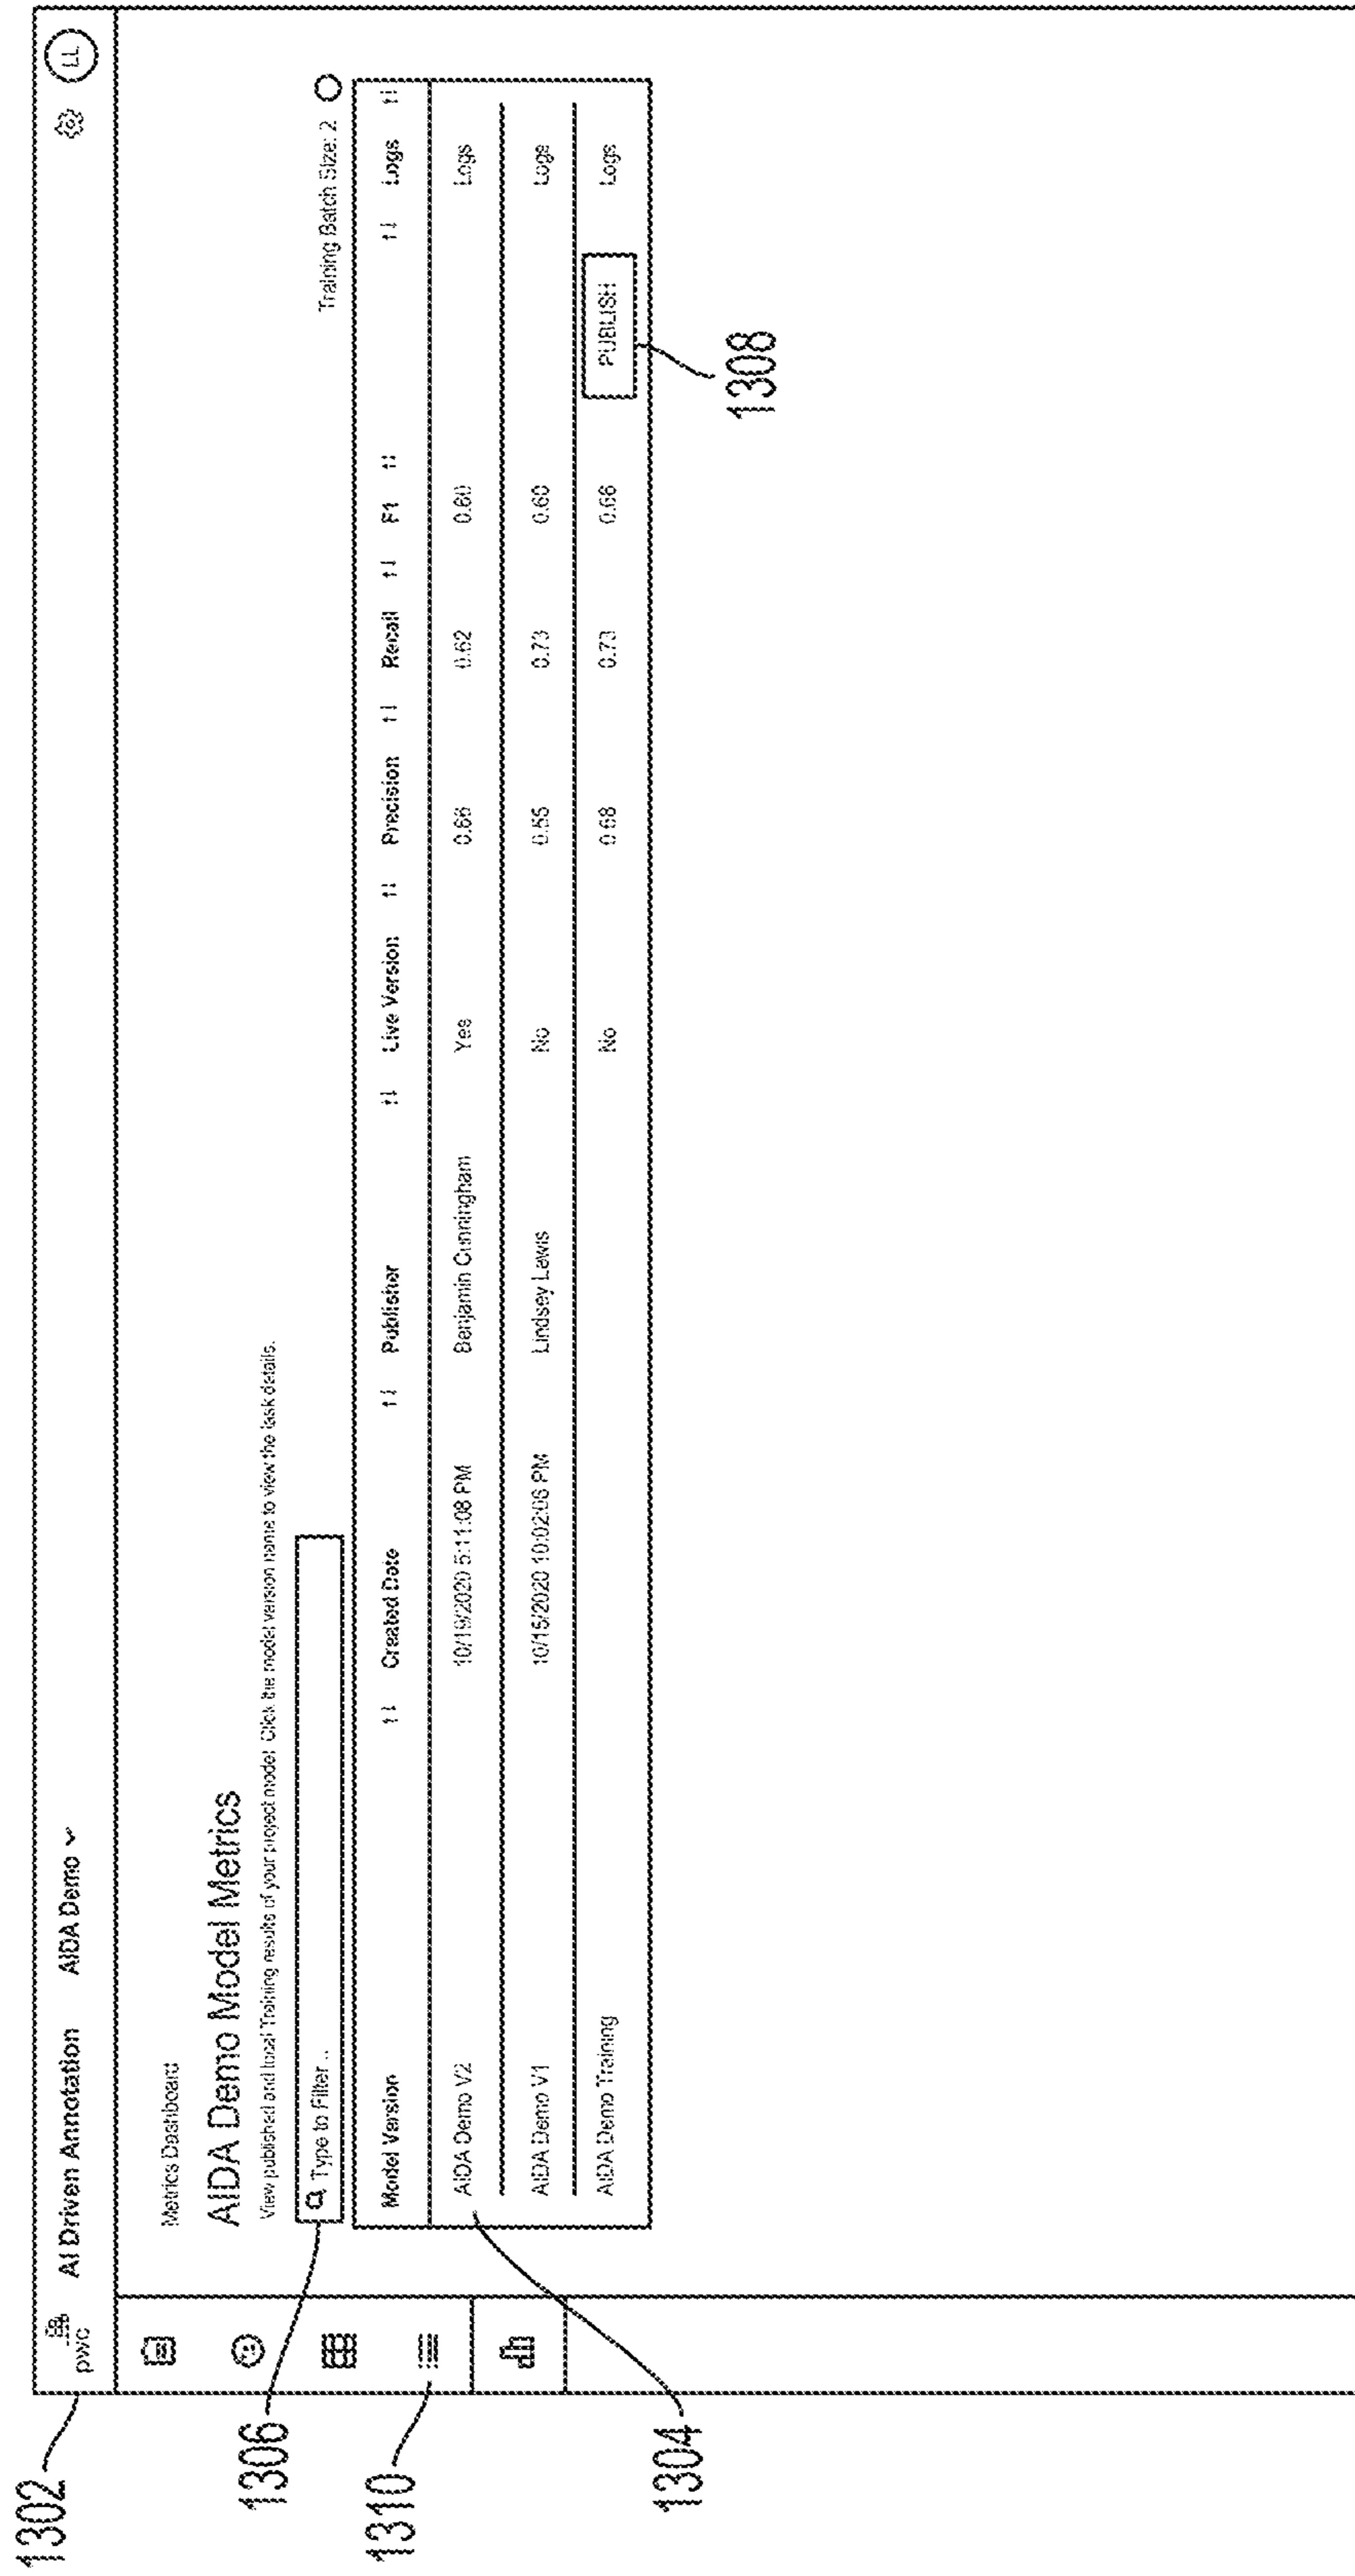 1302
pwc
AI Driven Annotation AIDA Demo
LL
Metrics Dashboard
AIDA Demo Model Metrics
View published and local Training results of your project model. Click the model version name to view the task details.
1306
Type to Filter ..
Training Batch Size: 2
Model Version Created Date Publisher Live Version Precision Recall F1 Logs
AIDA Demo V2 10/19/2020 5:11:08 PM Benjamin Cunningham Yes 0.66 0.62 0.60 Logs
AIDA Demo V1 10/15/2020 10:02:06 PM Lindsey Lewis No 0.55 0.73 0.60 Logs
AIDA Demo Training No 0.68 0.73 0.66 PUBLISH Logs
1310
1304
1308